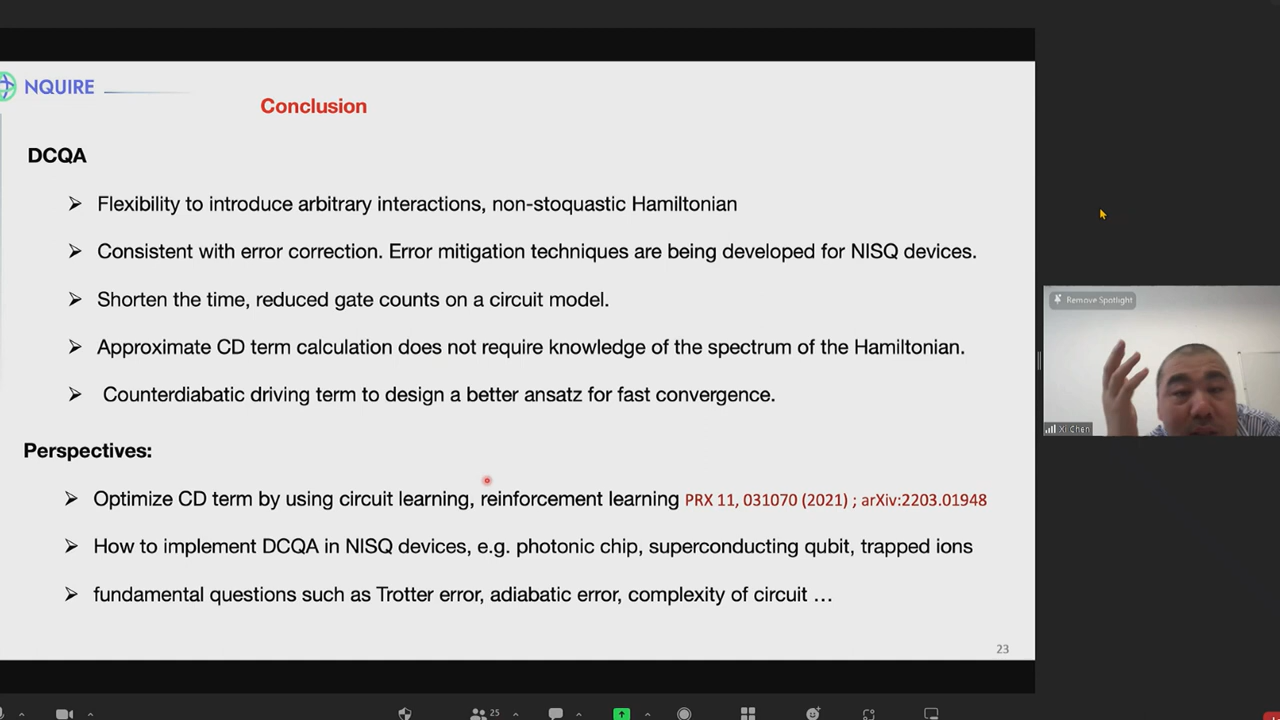 NQUIRE
Conclusion
DCQA
Flexibility to introduce arbitrary interactions, non-stoquastic Hamiltonian
Consistent with error correction. Error mitigation techniques are being developed for NISQ devices.
Shorten the time, reduced gate counts on a circuit model.
Approximate CD term calculation does not require knowledge of the spectrum of the Hamiltonian.
Counterdiabatic driving term to design a better ansatz for fast convergence.
Perspectives:
Optimize CD term by using circuit learning, reinforcement learning PRX 11, 031070 (2021) ; arXiv:2203.01948
How to implement DCQA in NISQ devices, e.g. photonic chip, superconducting qubit, trapped ions
fundamental questions such as Trotter error, adiabatic error, complexity of circuit …
23
Remove Spotlight
Xi Chen
25